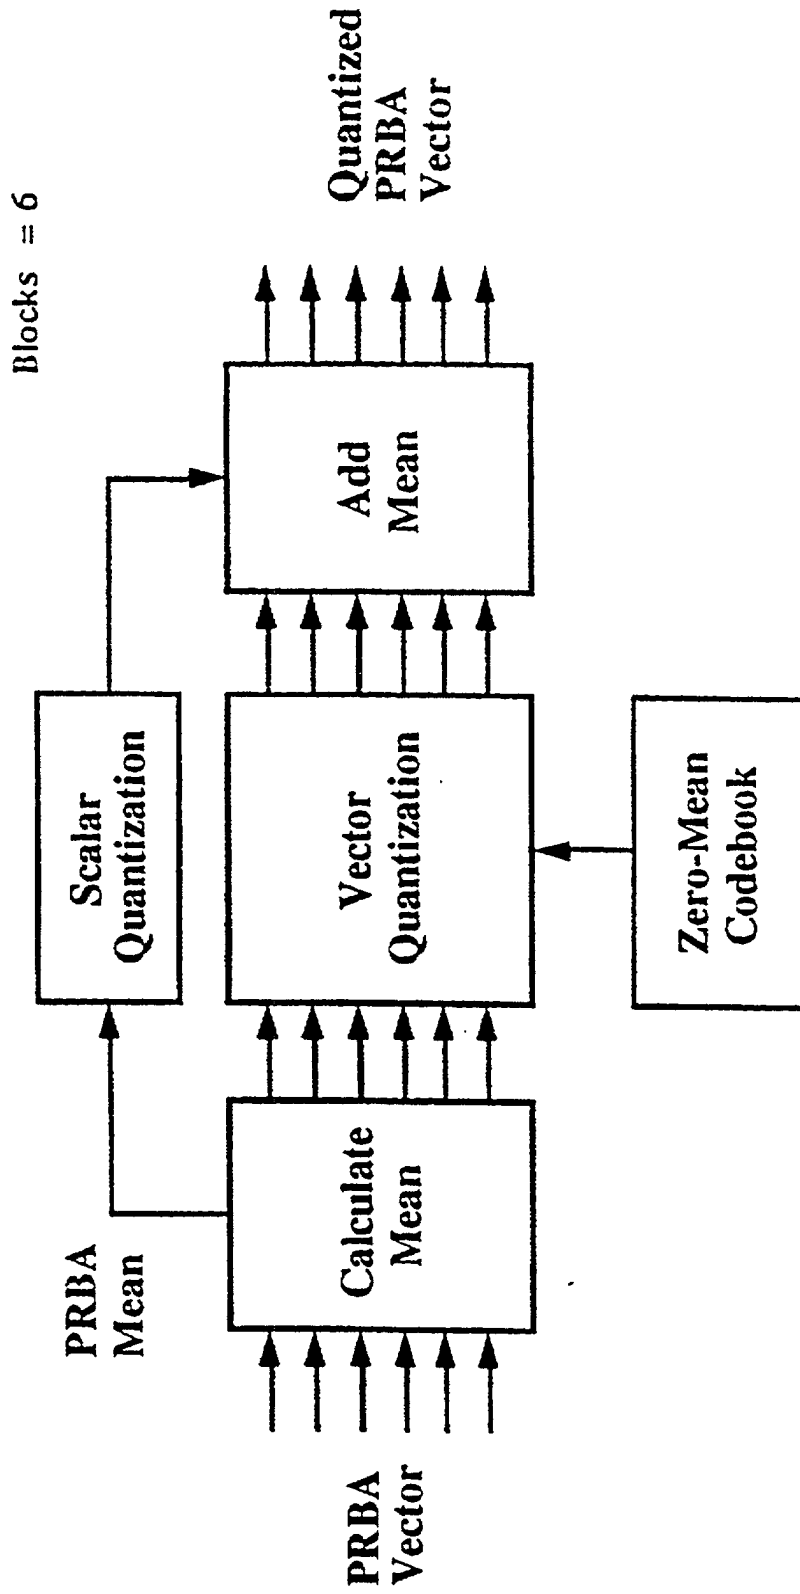 Blocks = 6
PRBA
Mean
Scalar
Quantization
PRBA
Vector
Calculate
Mean
Vector
Quantization
Add
Mean
Quantized
PRBA
Vector
Zero-Mean
Codebook